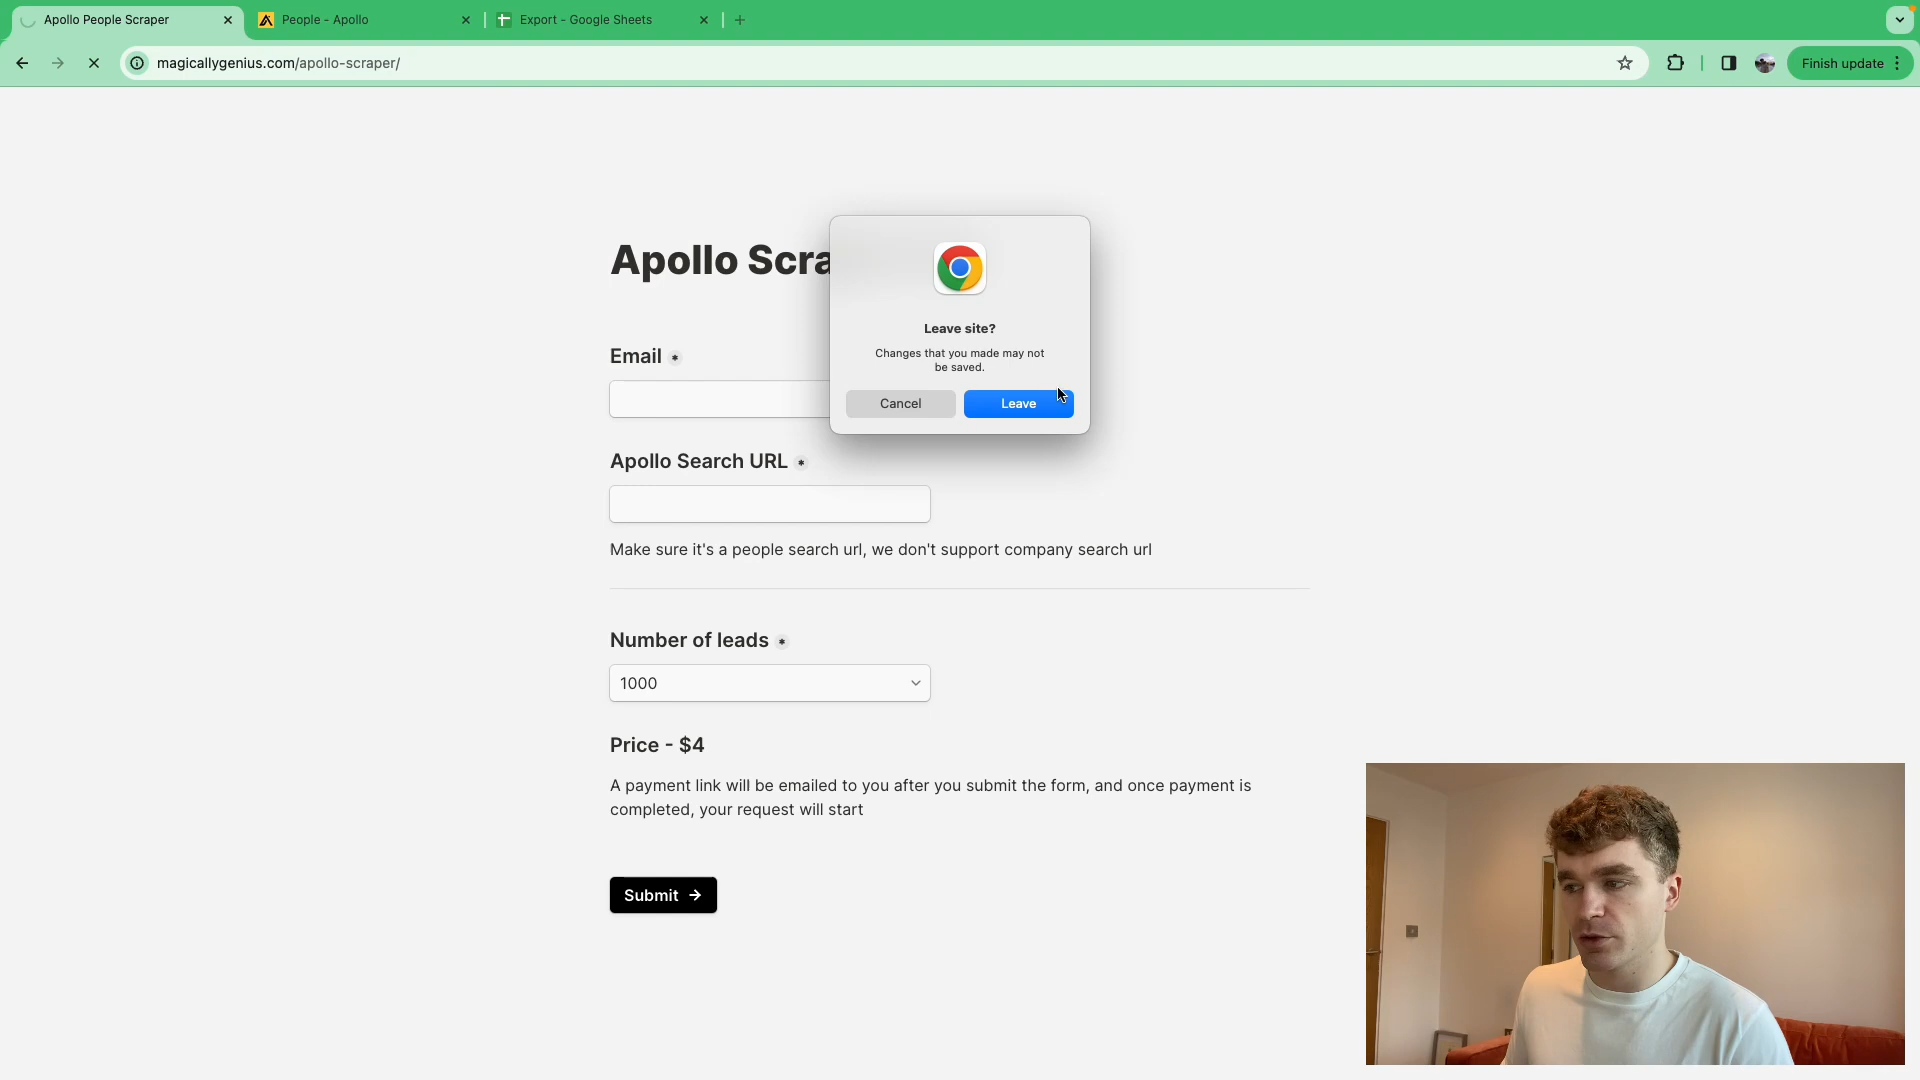 Apollo People Scraper
People - Apollo
Export - Google Sheets
magicallygenius.com/apollo-scraper/
Finish update
Apollo Scra
Leave site?
Changes that you made may not
be saved.
Cancel
Leave
Email *
Apollo Search URL *
Make sure it's a people search url, we don't support company search url
Number of leads *
1000
Price - $4
A payment link will be emailed to you after you submit the form, and once payment is
completed, your request will start
Submit →